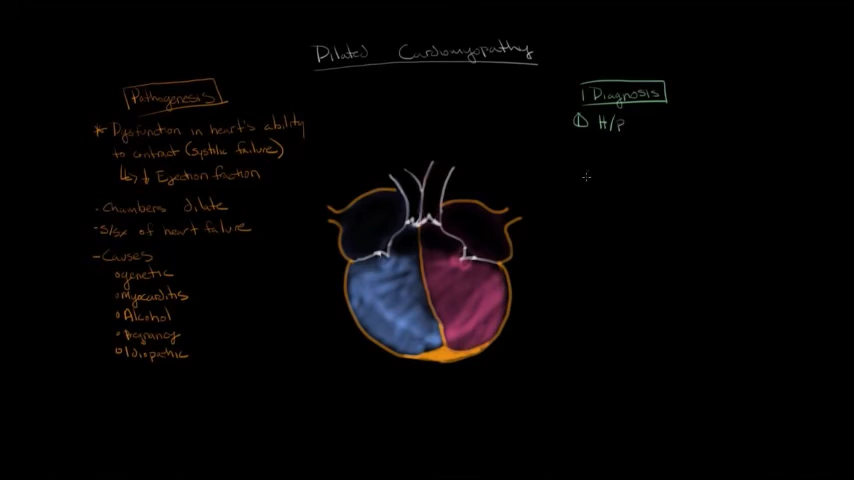 Dilated Cardiomyopathy
Pathogenesis
* Dysfunction in heart's ability
to contract (systolic failure)
↳ ↓ Ejection fraction
· Chambers dilate
· S/Sx of heart failure
- Causes
o genetic
o Myocarditis
o Alcohol
o Pregnancy
o Idiopathic
Diagnosis
① H/P